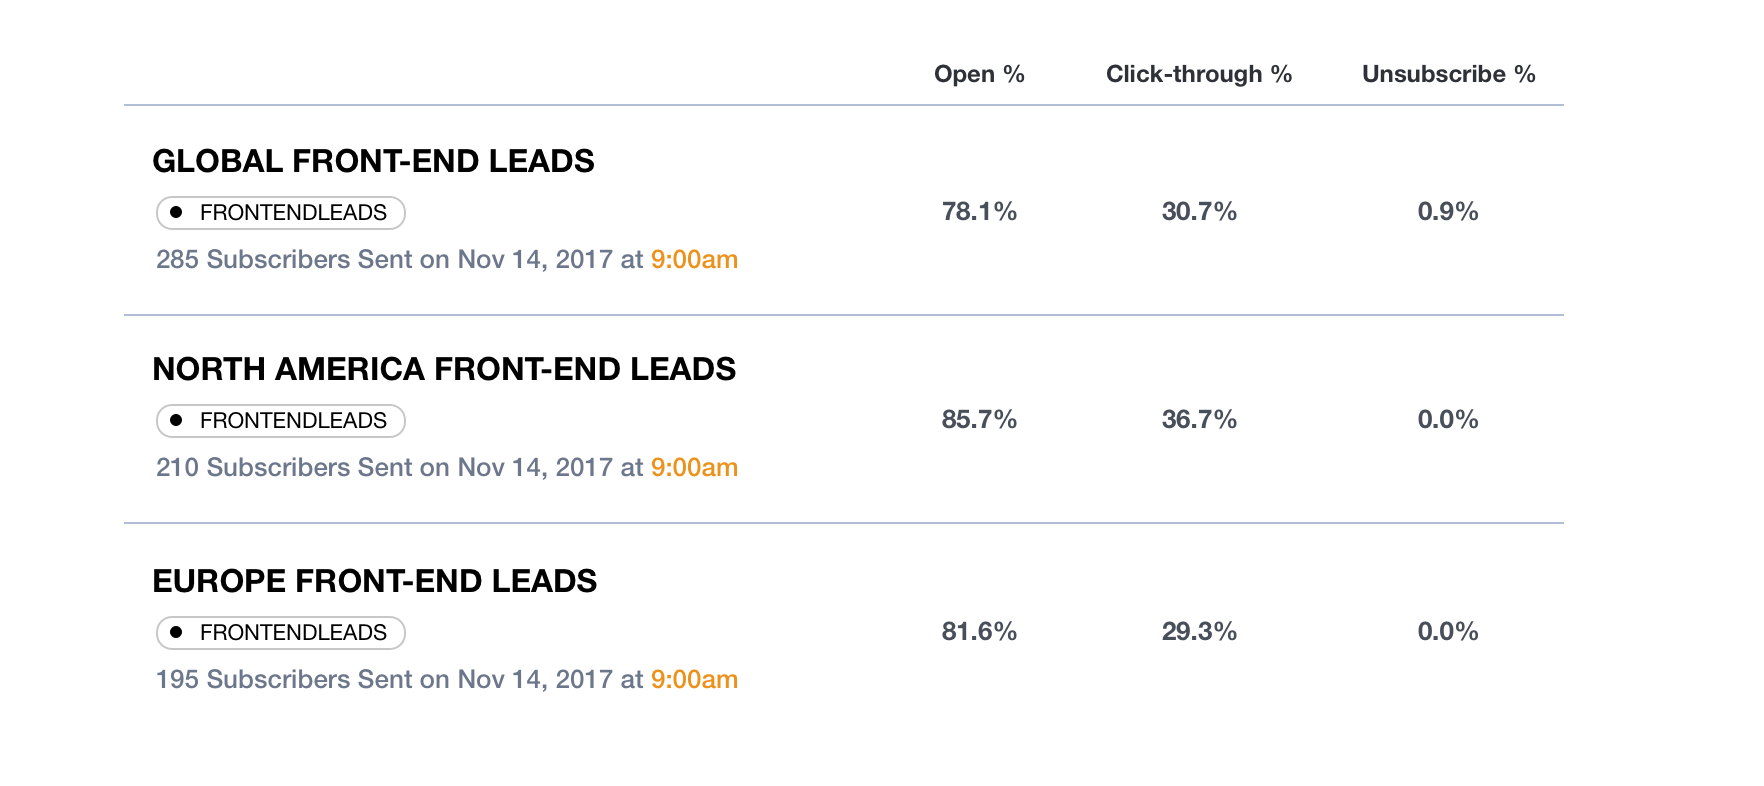 Open % Click-through % Unsubscribe %
GLOBAL FRONT-END LEADS
FRONTENDLEADS 78.1% 30.7% 0.9%
285 Subscribers Sent on Nov 14, 2017 at 9:00am
NORTH AMERICA FRONT-END LEADS
FRONTENDLEADS 85.7% 36.7% 0.0%
210 Subscribers Sent on Nov 14, 2017 at 9:00am
EUROPE FRONT-END LEADS
FRONTENDLEADS 81.6% 29.3% 0.0%
195 Subscribers Sent on Nov 14, 2017 at 9:00am